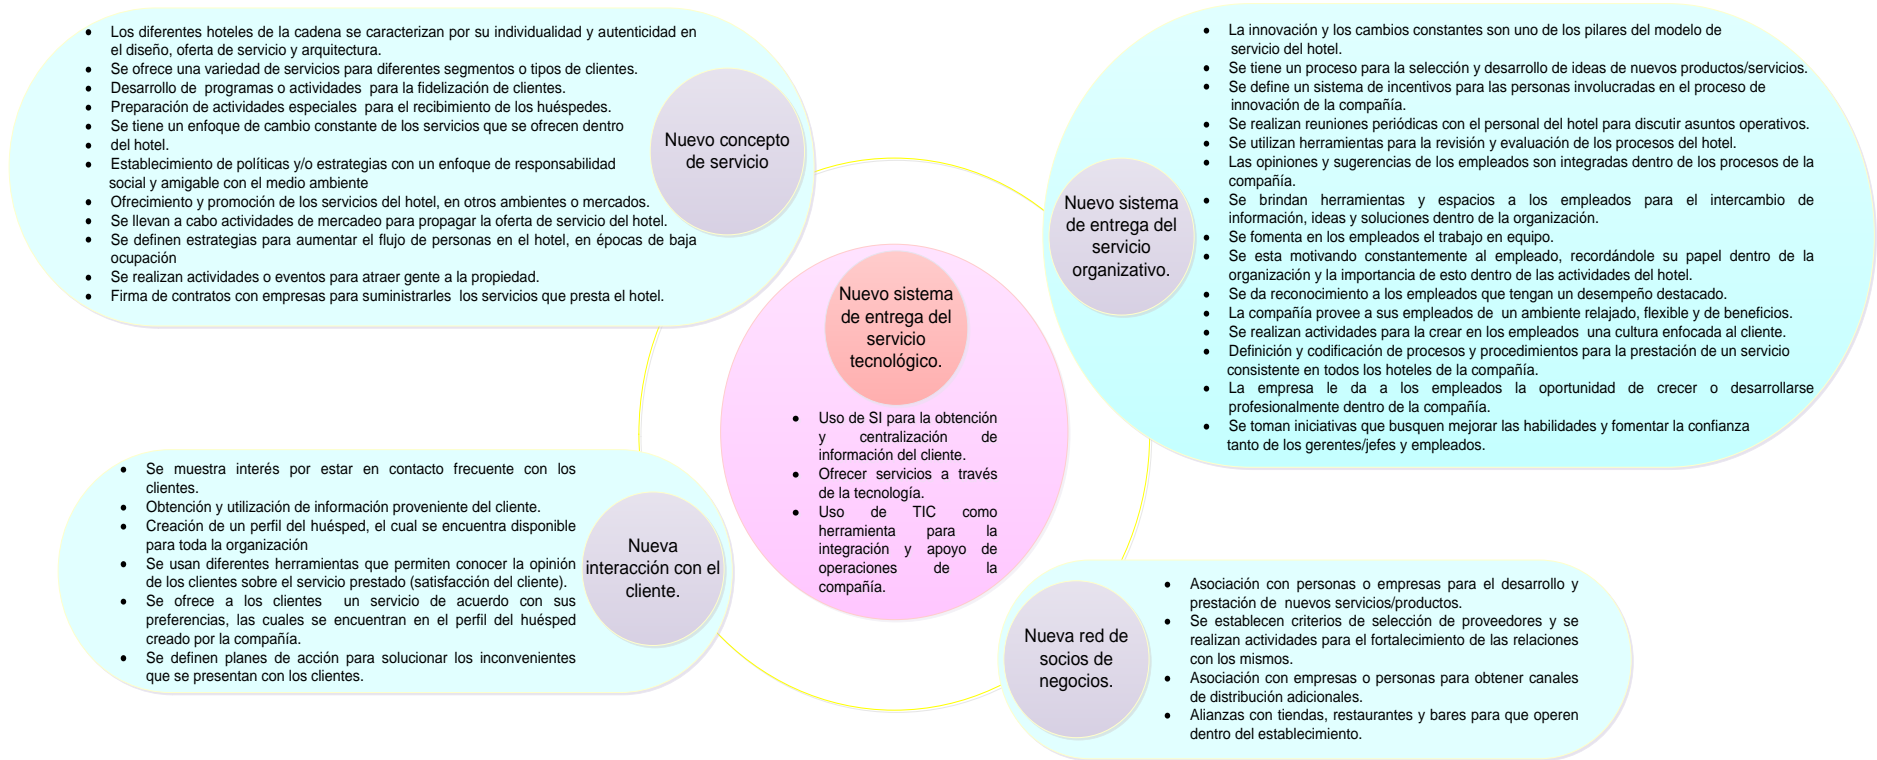 • Los diferentes hoteles de la cadena se caracterizan por su individualidad y autenticidad en
el diseño, oferta de servicio y arquitectura.
• Se ofrece una variedad de servicios para diferentes segmentos o tipos de clientes.
• Desarrollo de programas o actividades para la fidelización de clientes.
• Preparación de actividades especiales para el recibimiento de los huéspedes.
• Se tiene un enfoque de cambio constante de los servicios que se ofrecen dentro
• del hotel.
• Establecimiento de políticas y/o estrategias con un enfoque de responsabilidad
social y amigable con el medio ambiente
• Ofrecimiento y promoción de los servicios del hotel, en otros ambientes o mercados.
• Se llevan a cabo actividades de mercadeo para propagar la oferta de servicio del hotel.
• Se definen estrategias para aumentar el flujo de personas en el hotel, en épocas de baja
ocupación
• Se realizan actividades o eventos para atraer gente a la propiedad.
• Firma de contratos con empresas para suministrarles los servicios que presta el hotel.
Nuevo concepto
de servicio
• La innovación y los cambios constantes son uno de los pilares del modelo de
servicio del hotel.
• Se tiene un proceso para la selección y desarrollo de ideas de nuevos productos/servicios.
• Se define un sistema de incentivos para las personas involucradas en el proceso de
innovación de la compañía.
• Se realizan reuniones periódicas con el personal del hotel para discutir asuntos operativos.
• Se utilizan herramientas para la revisión y evaluación de los procesos del hotel.
• Las opiniones y sugerencias de los empleados son integradas dentro de los procesos de la
compañía.
• Se brindan herramientas y espacios a los empleados para el intercambio de
información, ideas y soluciones dentro de la organización.
• Se fomenta en los empleados el trabajo en equipo.
• Se esta motivando constantemente al empleado, recordándole su papel dentro de la
organización y la importancia de esto dentro de las actividades del hotel.
• Se da reconocimiento a los empleados que tengan un desempeño destacado.
• La compañía provee a sus empleados de un ambiente relajado, flexible y de beneficios.
• Se realizan actividades para la crear en los empleados una cultura enfocada al cliente.
• Definición y codificación de procesos y procedimientos para la prestación de un servicio
consistente en todos los hoteles de la compañía.
• La empresa le da a los empleados la oportunidad de crecer o desarrollarse
profesionalmente dentro de la compañía.
• Se toman iniciativas que busquen mejorar las habilidades y fomentar la confianza
tanto de los gerentes/jefes y empleados.
Nuevo sistema
de entrega del
servicio
organizativo.
Nuevo sistema
de entrega del
servicio
tecnológico.
• Uso de SI para la obtención
y centralización de
información del cliente.
• Ofrecer servicios a través
de la tecnología.
• Uso de TIC como
herramienta para la
integración y apoyo de
operaciones de la
compañía.
• Se muestra interés por estar en contacto frecuente con los
clientes.
• Obtención y utilización de información proveniente del cliente.
• Creación de un perfil del huésped, el cual se encuentra disponible
para toda la organización
• Se usan diferentes herramientas que permiten conocer la opinión
de los clientes sobre el servicio prestado (satisfacción del cliente).
• Se ofrece a los clientes un servicio de acuerdo con sus
preferencias, las cuales se encuentran en el perfil del huésped
creado por la compañía.
• Se definen planes de acción para solucionar los inconvenientes
que se presentan con los clientes.
Nueva
interacción con el
cliente.
Nueva red de
socios de
negocios.
• Asociación con personas o empresas para el desarrollo y
prestación de nuevos servicios/productos.
• Se establecen criterios de selección de proveedores y se
realizan actividades para el fortalecimiento de las relaciones
con los mismos.
• Asociación con empresas o personas para obtener canales
de distribución adicionales.
• Alianzas con tiendas, restaurantes y bares para que operen
dentro del establecimiento.